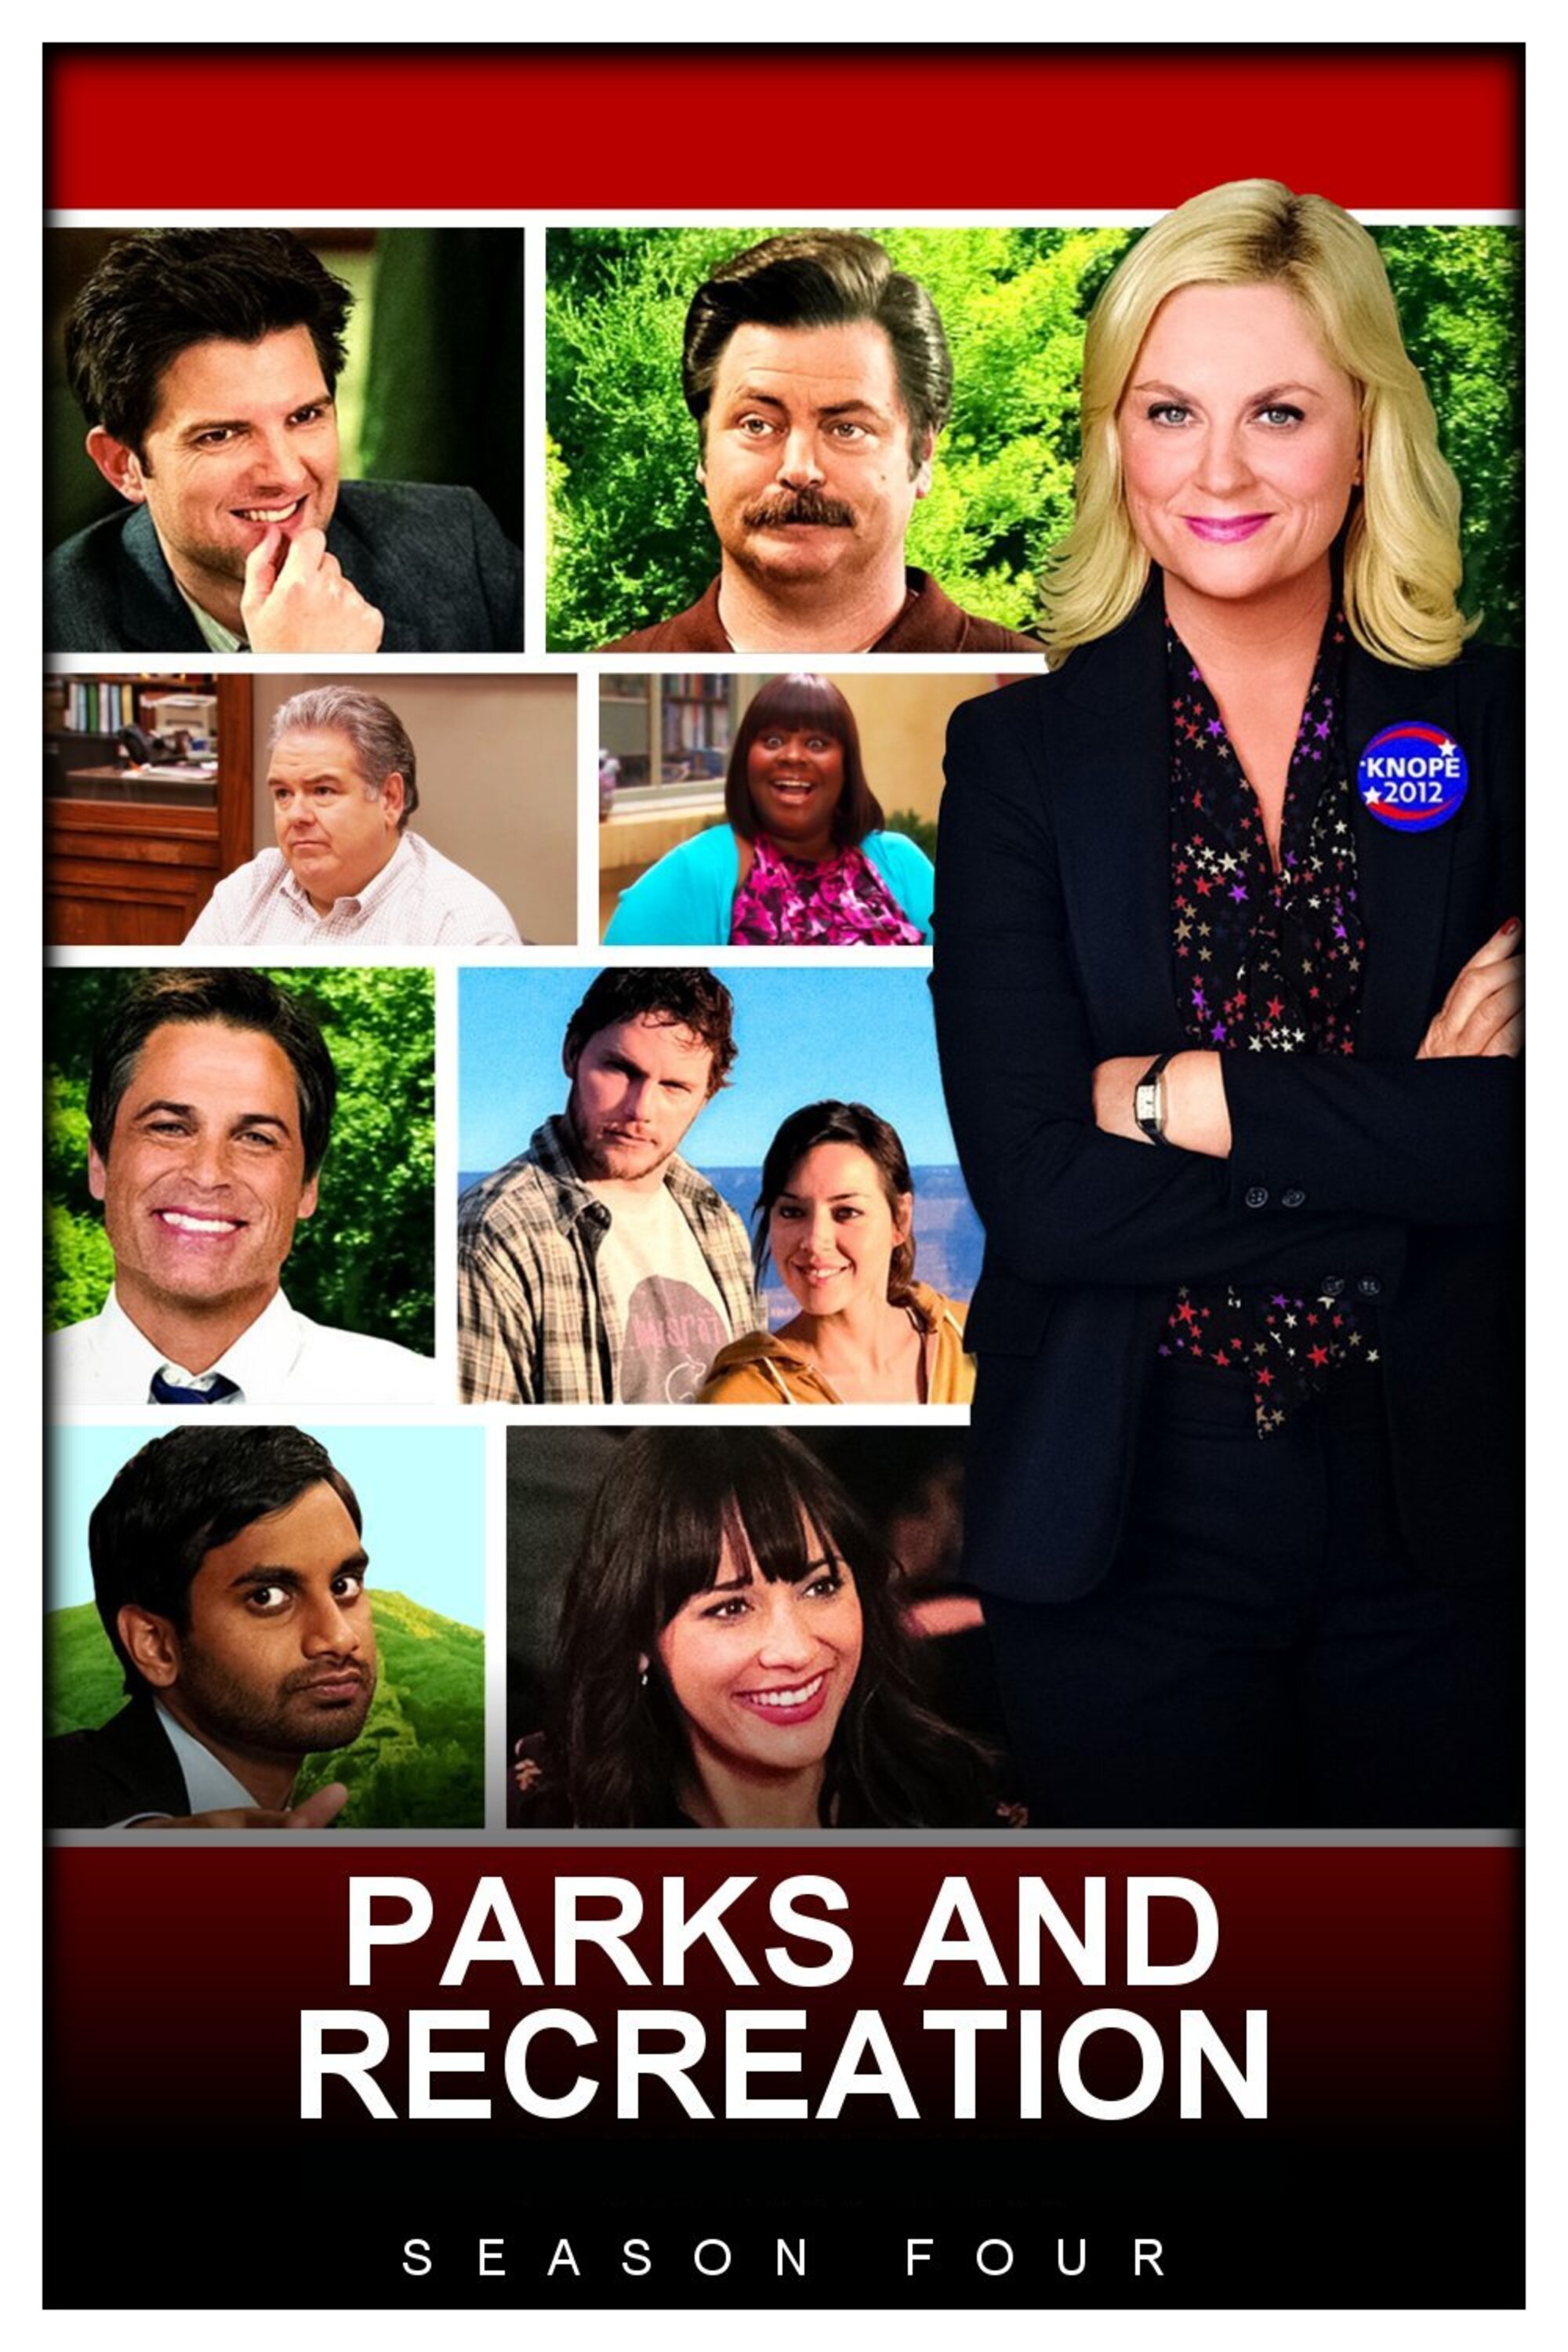 KNOPE
2012
PARKS AND
RECREATION
SEASON FOUR